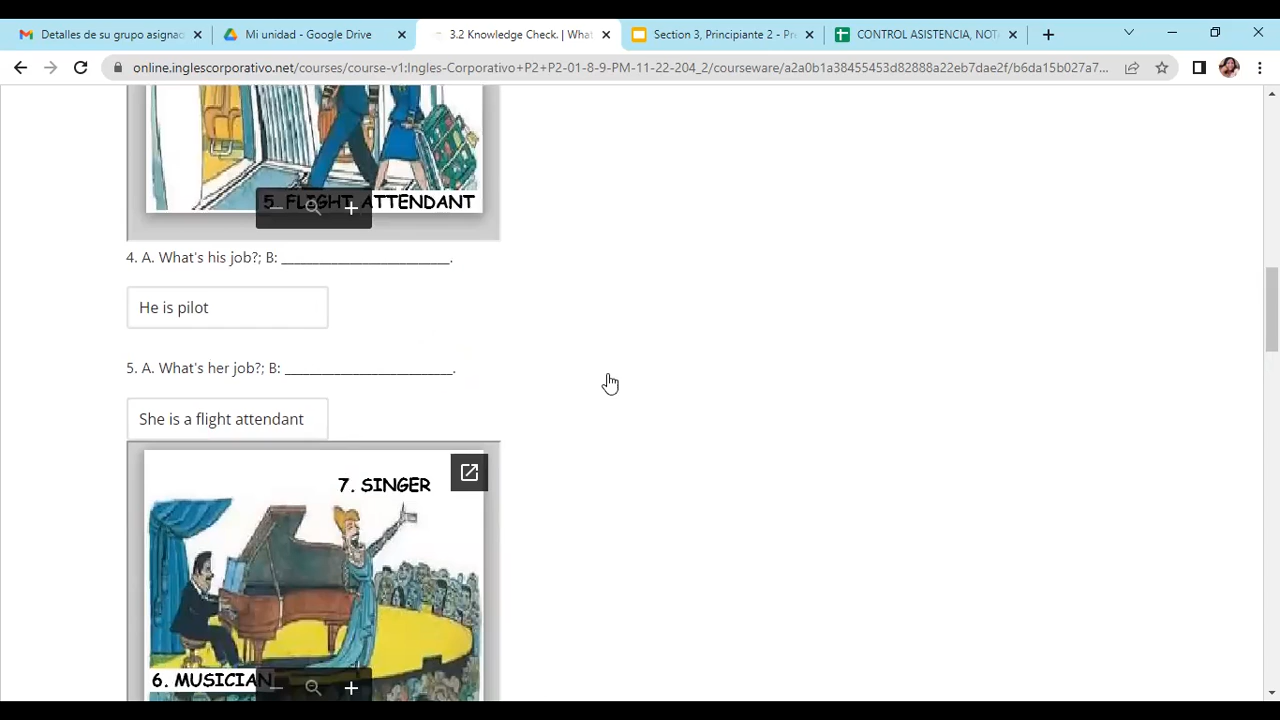 Detalles de su grupo asigna
Mi unidad - Google Drive
3.2 Knowledge Check. | What
Section 3, Principiante 2 - Pr
CONTROL ASISTENCIA, NOT
online.inglescorporativo.net/courses/course-v1:Ingles-Corporativo+P2+P2-01-8-9-PM-11-22-204_2/courseware/a2a0b1a38455453d82888a22eb7dae2f/b6da15b027a7...
5. FLIGHT ATTENDANT
4. A. What's his job?; B: _________________________.
He is pilot
5. A. What's her job?; B: _________________________.
She is a flight attendant
7. SINGER
6. MUSICIAN